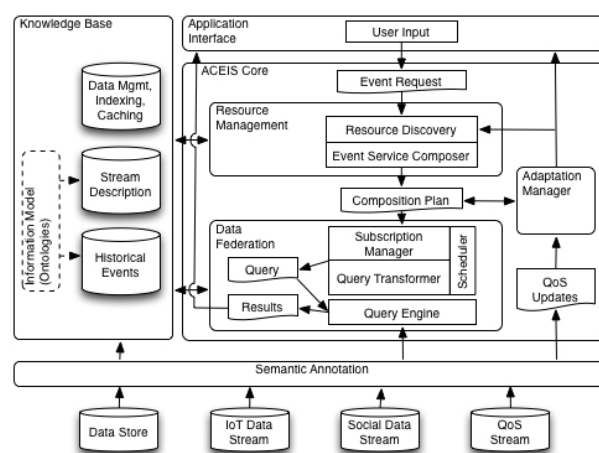 Knowledge Base
Data Mgmt,
Indexing,
Caching
Stream
Description
Historical
Events
Information Model
(Ontologies)
Application
Interface
User Input
ACEIS Core
Event Request
Resource
Management
Resource Discovery
Event Service Composer
Composition Plan
Adaptation
Manager
Data
Federation
Subscription
Manager
Query Transformer
Scheduler
Query
Results
Query Engine
QoS
Updates
Semantic Annotation
Data Store
IoT Data
Stream
Social Data
Stream
QoS
Stream